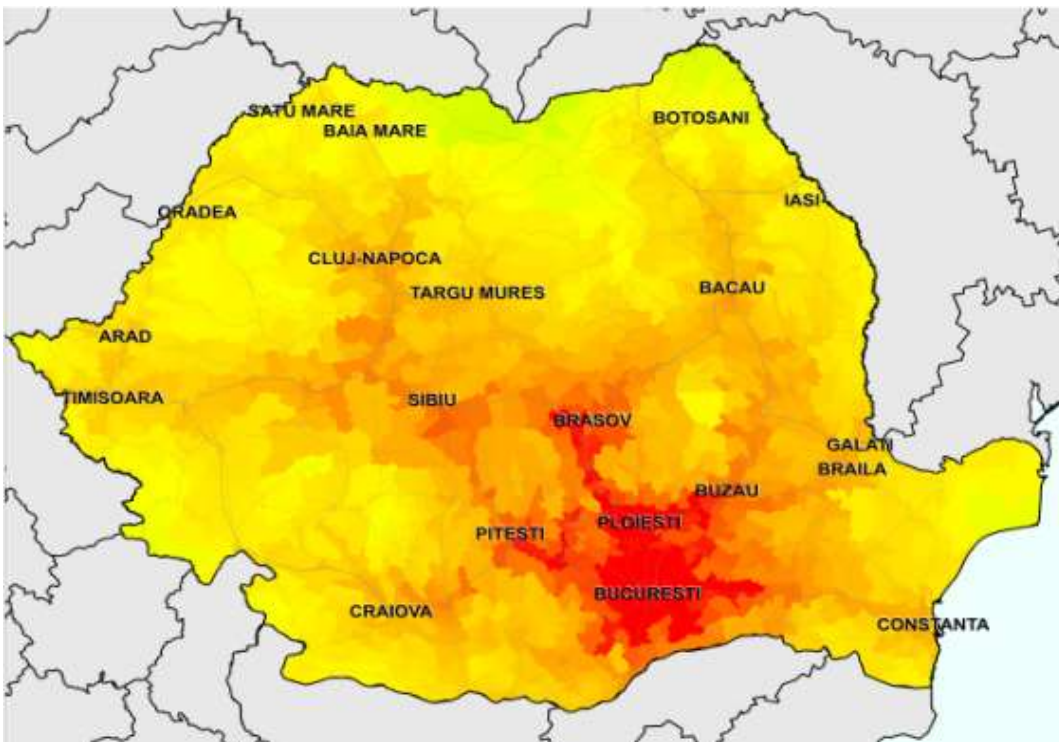 SATU MARE
BAIA MARE
BOTOSANI
ORADEA
IASI
CLUJ-NAPOCA
TARGU MURES
BACAU
ARAD
TIMISOARA
SIBIU
BRASOV
GALATI
BRAILA
BUZAU
PITESTI
PLOIESTI
BUCURESTI
CRAIOVA
CONSTANTA